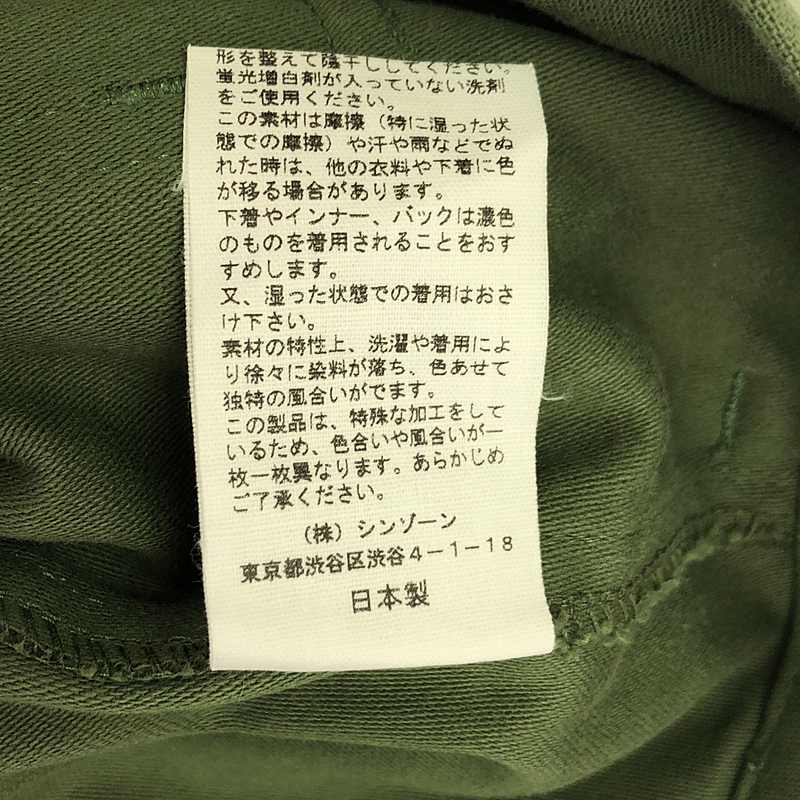 形を整えて陰干ししてください。
蛍光増白剤が入っていない洗剤
をご使用ください。
この素材は摩擦（特に湿った状
態での摩擦）や汗や雨などでぬ
れた時は、他の衣料や下着に色
が移る場合があります。
下着やインナー、バックは濃色
のものを着用されることをおす
すめします。
又、湿った状態での着用はおさ
け下さい。
素材の特性上、洗濯や着用によ
り徐々に染料が落ち、色あせて
独特の風合いがでます。
この製品は、特殊な加工をして
いるため、色合いや風合いが一
枚一枚異なります。あらかじめ
ご了承ください。
（株）シンゾーン
東京都渋谷区渋谷４－１－１８
日本製